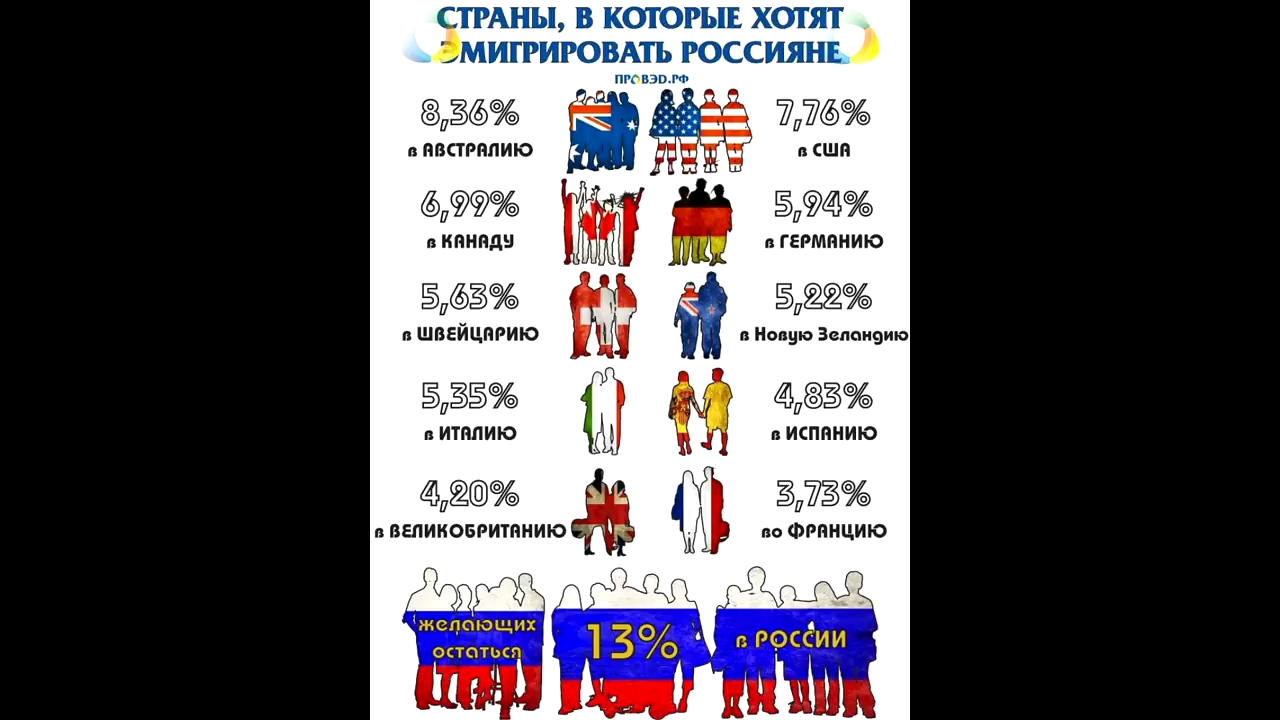 СТРАНЫ, В КОТОРЫЕ ХОТЯТ
ЭМИГРИРОВАТЬ РОССИЯНЕ
ПРОВЭD.РФ
8,36%
в АВСТРАЛИЮ
7,76%
в США
6,99%
в КАНАДУ
5,94%
в ГЕРМАНИЮ
5,63%
в ШВЕЙЦАРИЮ
5,22%
в Новую Зеландию
5,35%
в ИТАЛИЮ
4,83%
в ИСПАНИЮ
4,20%
в ВЕЛИКОБРИТАНИЮ
3,73%
во ФРАНЦИЮ
желающих
остаться
13%
в РОССИИ